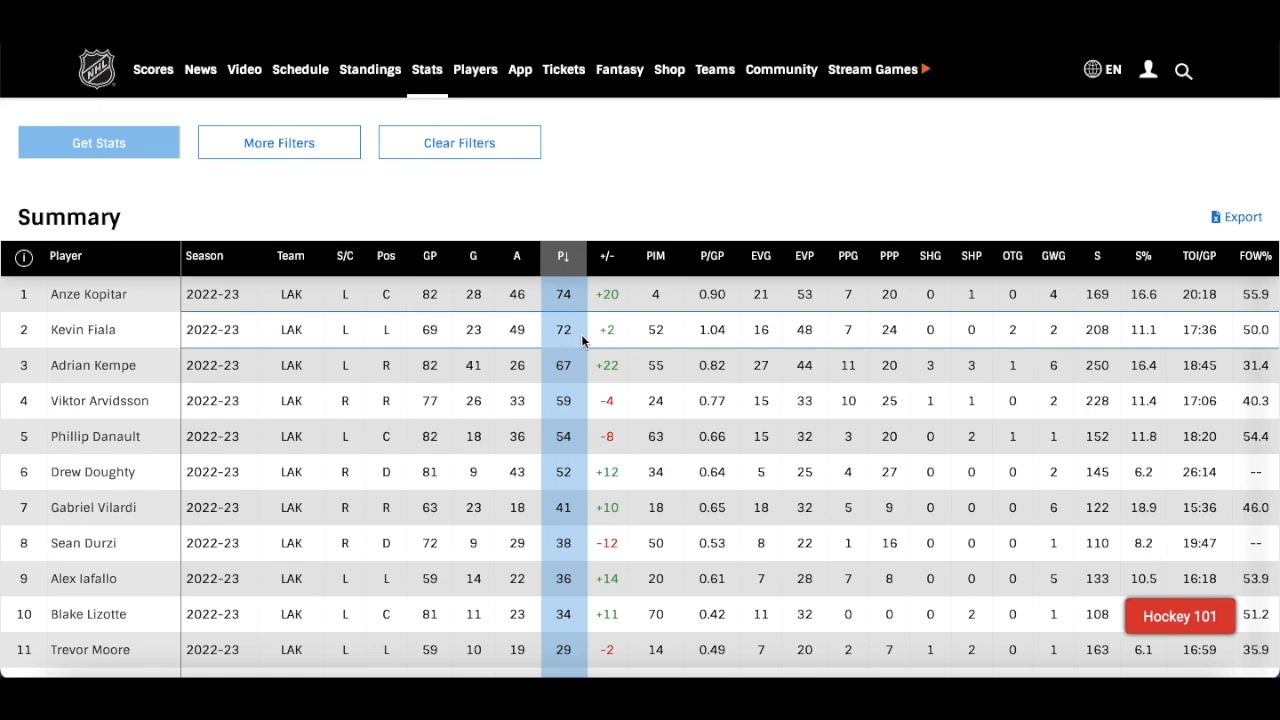 NHL Scores News Video Schedule Standings Stats Players App Tickets Fantasy Shop Teams Community Stream Games EN
Get Stats More Filters Clear Filters
Summary Export
i Player Season Team S/C Pos GP G A P↓ +/- PIM P/GP EVG EVP PPG PPP SHG SHP OTG GWG S S% TOI/GP FOW%
1 Anze Kopitar 2022-23 LAK L C 82 28 46 74 +20 4 0.90 21 53 7 20 0 1 0 4 169 16.6 20:18 55.9
2 Kevin Fiala 2022-23 LAK L L 69 23 49 72 +2 52 1.04 16 48 7 24 0 0 2 2 208 11.1 17:36 50.0
3 Adrian Kempe 2022-23 LAK L R 82 41 26 67 +22 55 0.82 27 44 11 20 3 3 1 6 250 16.4 18:45 31.4
4 Viktor Arvidsson 2022-23 LAK R R 77 26 33 59 -4 24 0.77 15 33 10 25 1 1 0 2 228 11.4 17:06 40.3
5 Phillip Danault 2022-23 LAK L C 82 18 36 54 -8 63 0.66 15 32 3 20 0 2 1 1 152 11.8 18:20 54.4
6 Drew Doughty 2022-23 LAK R D 81 9 43 52 +12 34 0.64 5 25 4 27 0 0 0 2 145 6.2 26:14 --
7 Gabriel Vilardi 2022-23 LAK R R 63 23 18 41 +10 18 0.65 18 32 5 9 0 0 0 6 122 18.9 15:36 46.0
8 Sean Durzi 2022-23 LAK R D 72 9 29 38 -12 50 0.53 8 22 1 16 0 0 0 1 110 8.2 19:47 --
9 Alex Iafallo 2022-23 LAK L L 59 14 22 36 +14 20 0.61 7 28 7 8 0 0 0 5 133 10.5 16:18 53.9
10 Blake Lizotte 2022-23 LAK L C 81 11 23 34 +11 70 0.42 11 32 0 0 0 2 0 1 108 Hockey 101 51.2
11 Trevor Moore 2022-23 LAK L L 59 10 19 29 -2 14 0.49 7 20 2 7 1 2 0 1 163 6.1 16:59 35.9